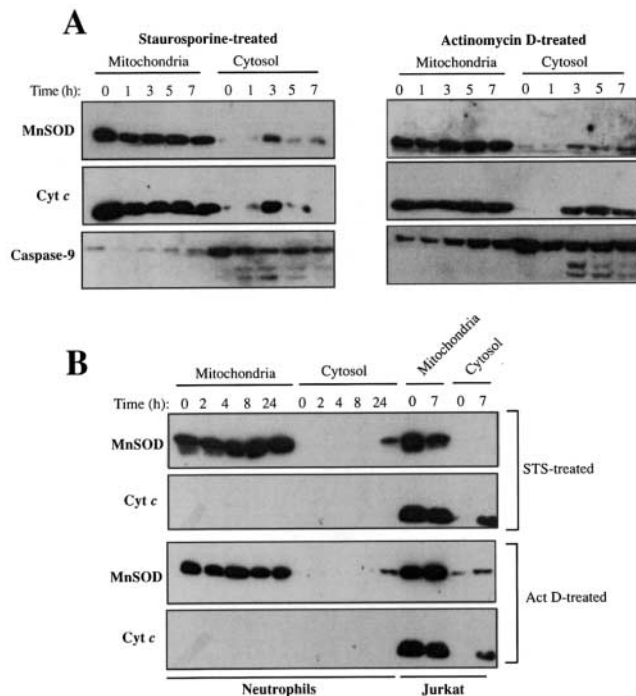 A
Staurosporine-treated Actinomycin D-treated
Mitochondria Cytosol Mitochondria Cytosol
Time (h): 0 1 3 5 7 0 1 3 5 7 0 1 3 5 7 0 1 3 5 7
MnSOD
Cyt c
Caspase-9
B
Mitochondria Cytosol Mitochondria Cytosol
Time (h): 0 2 4 8 24 0 2 4 8 24 0 7 0 7
MnSOD
STS-treated
Cyt c
MnSOD
Act D-treated
Cyt c
Neutrophils Jurkat